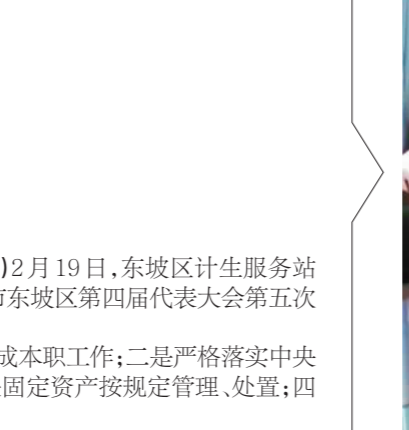 )2月19日,东坡区计生服务站
市东坡区第四届代表大会第五次
成本职工作;二是严格落实中央
固定资产按规定管理、处置;四